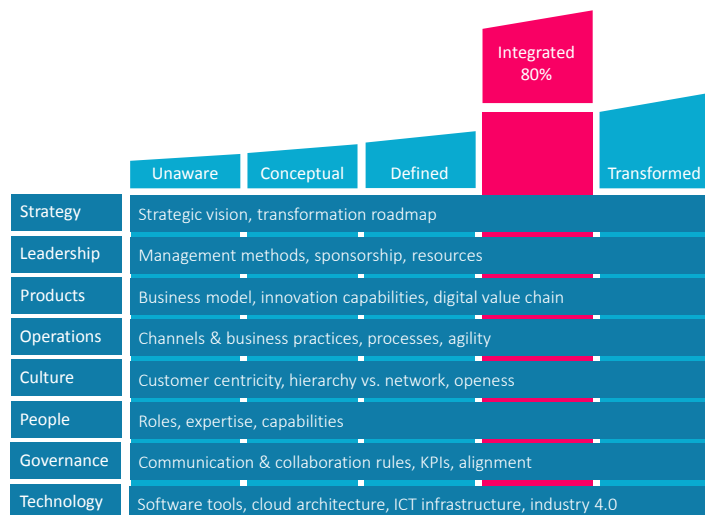 Integrated
80%
Unaware
Conceptual
Defined
Transformed
Strategy
Strategic vision, transformation roadmap
Leadership
Management methods, sponsorship, resources
Products
Business model, innovation capabilities, digital value chain
Operations
Channels & business practices, processes, agility
Culture
Customer centricity, hierarchy vs. network, openess
People
Roles, expertise, capabilities
Governance
Communication & collaboration rules, KPIs, alignment
Technology
Software tools, cloud architecture, ICT infrastructure, industry 4.0